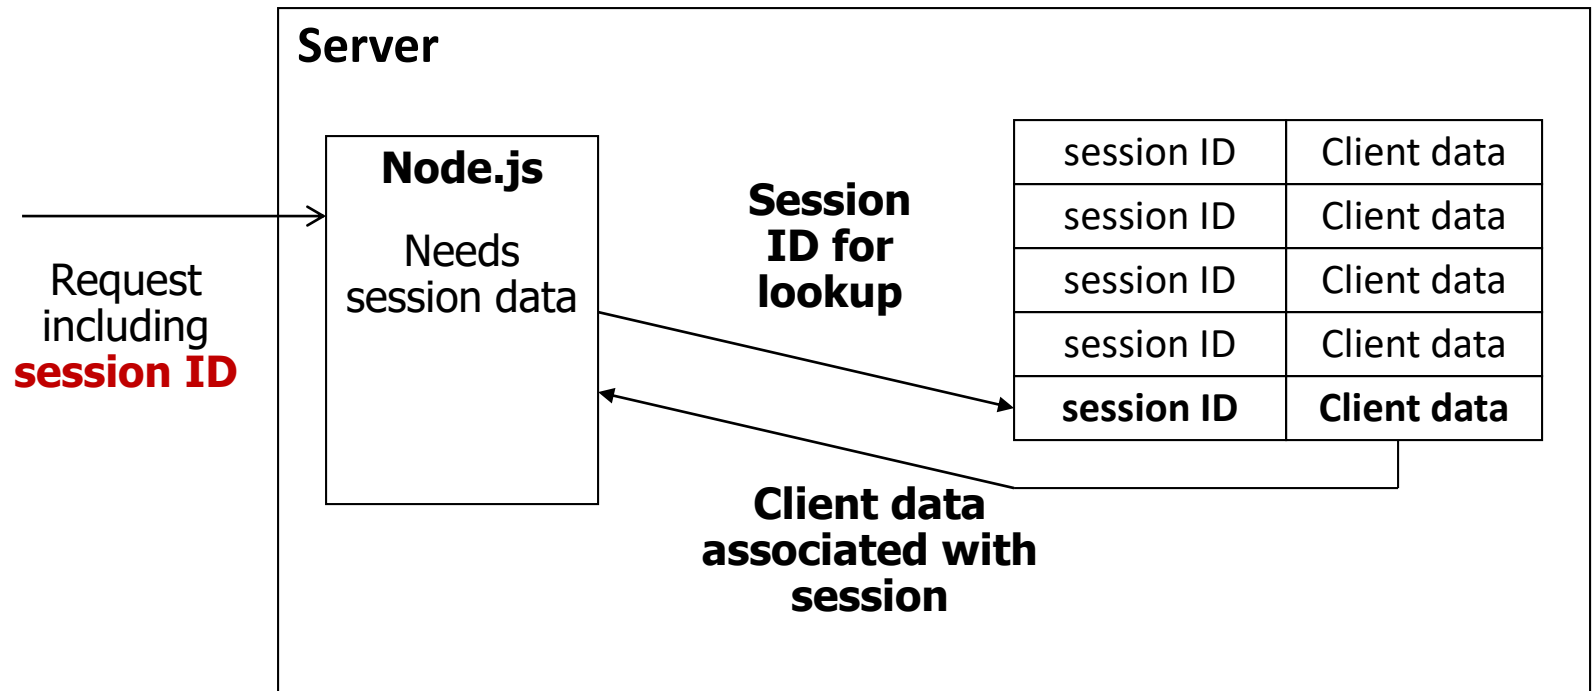 Server
Request
including
session ID
Node.js
Needs
session data
Session
ID for
lookup
session ID Client data
session ID Client data
session ID Client data
session ID Client data
session ID Client data
Client data
associated with
session